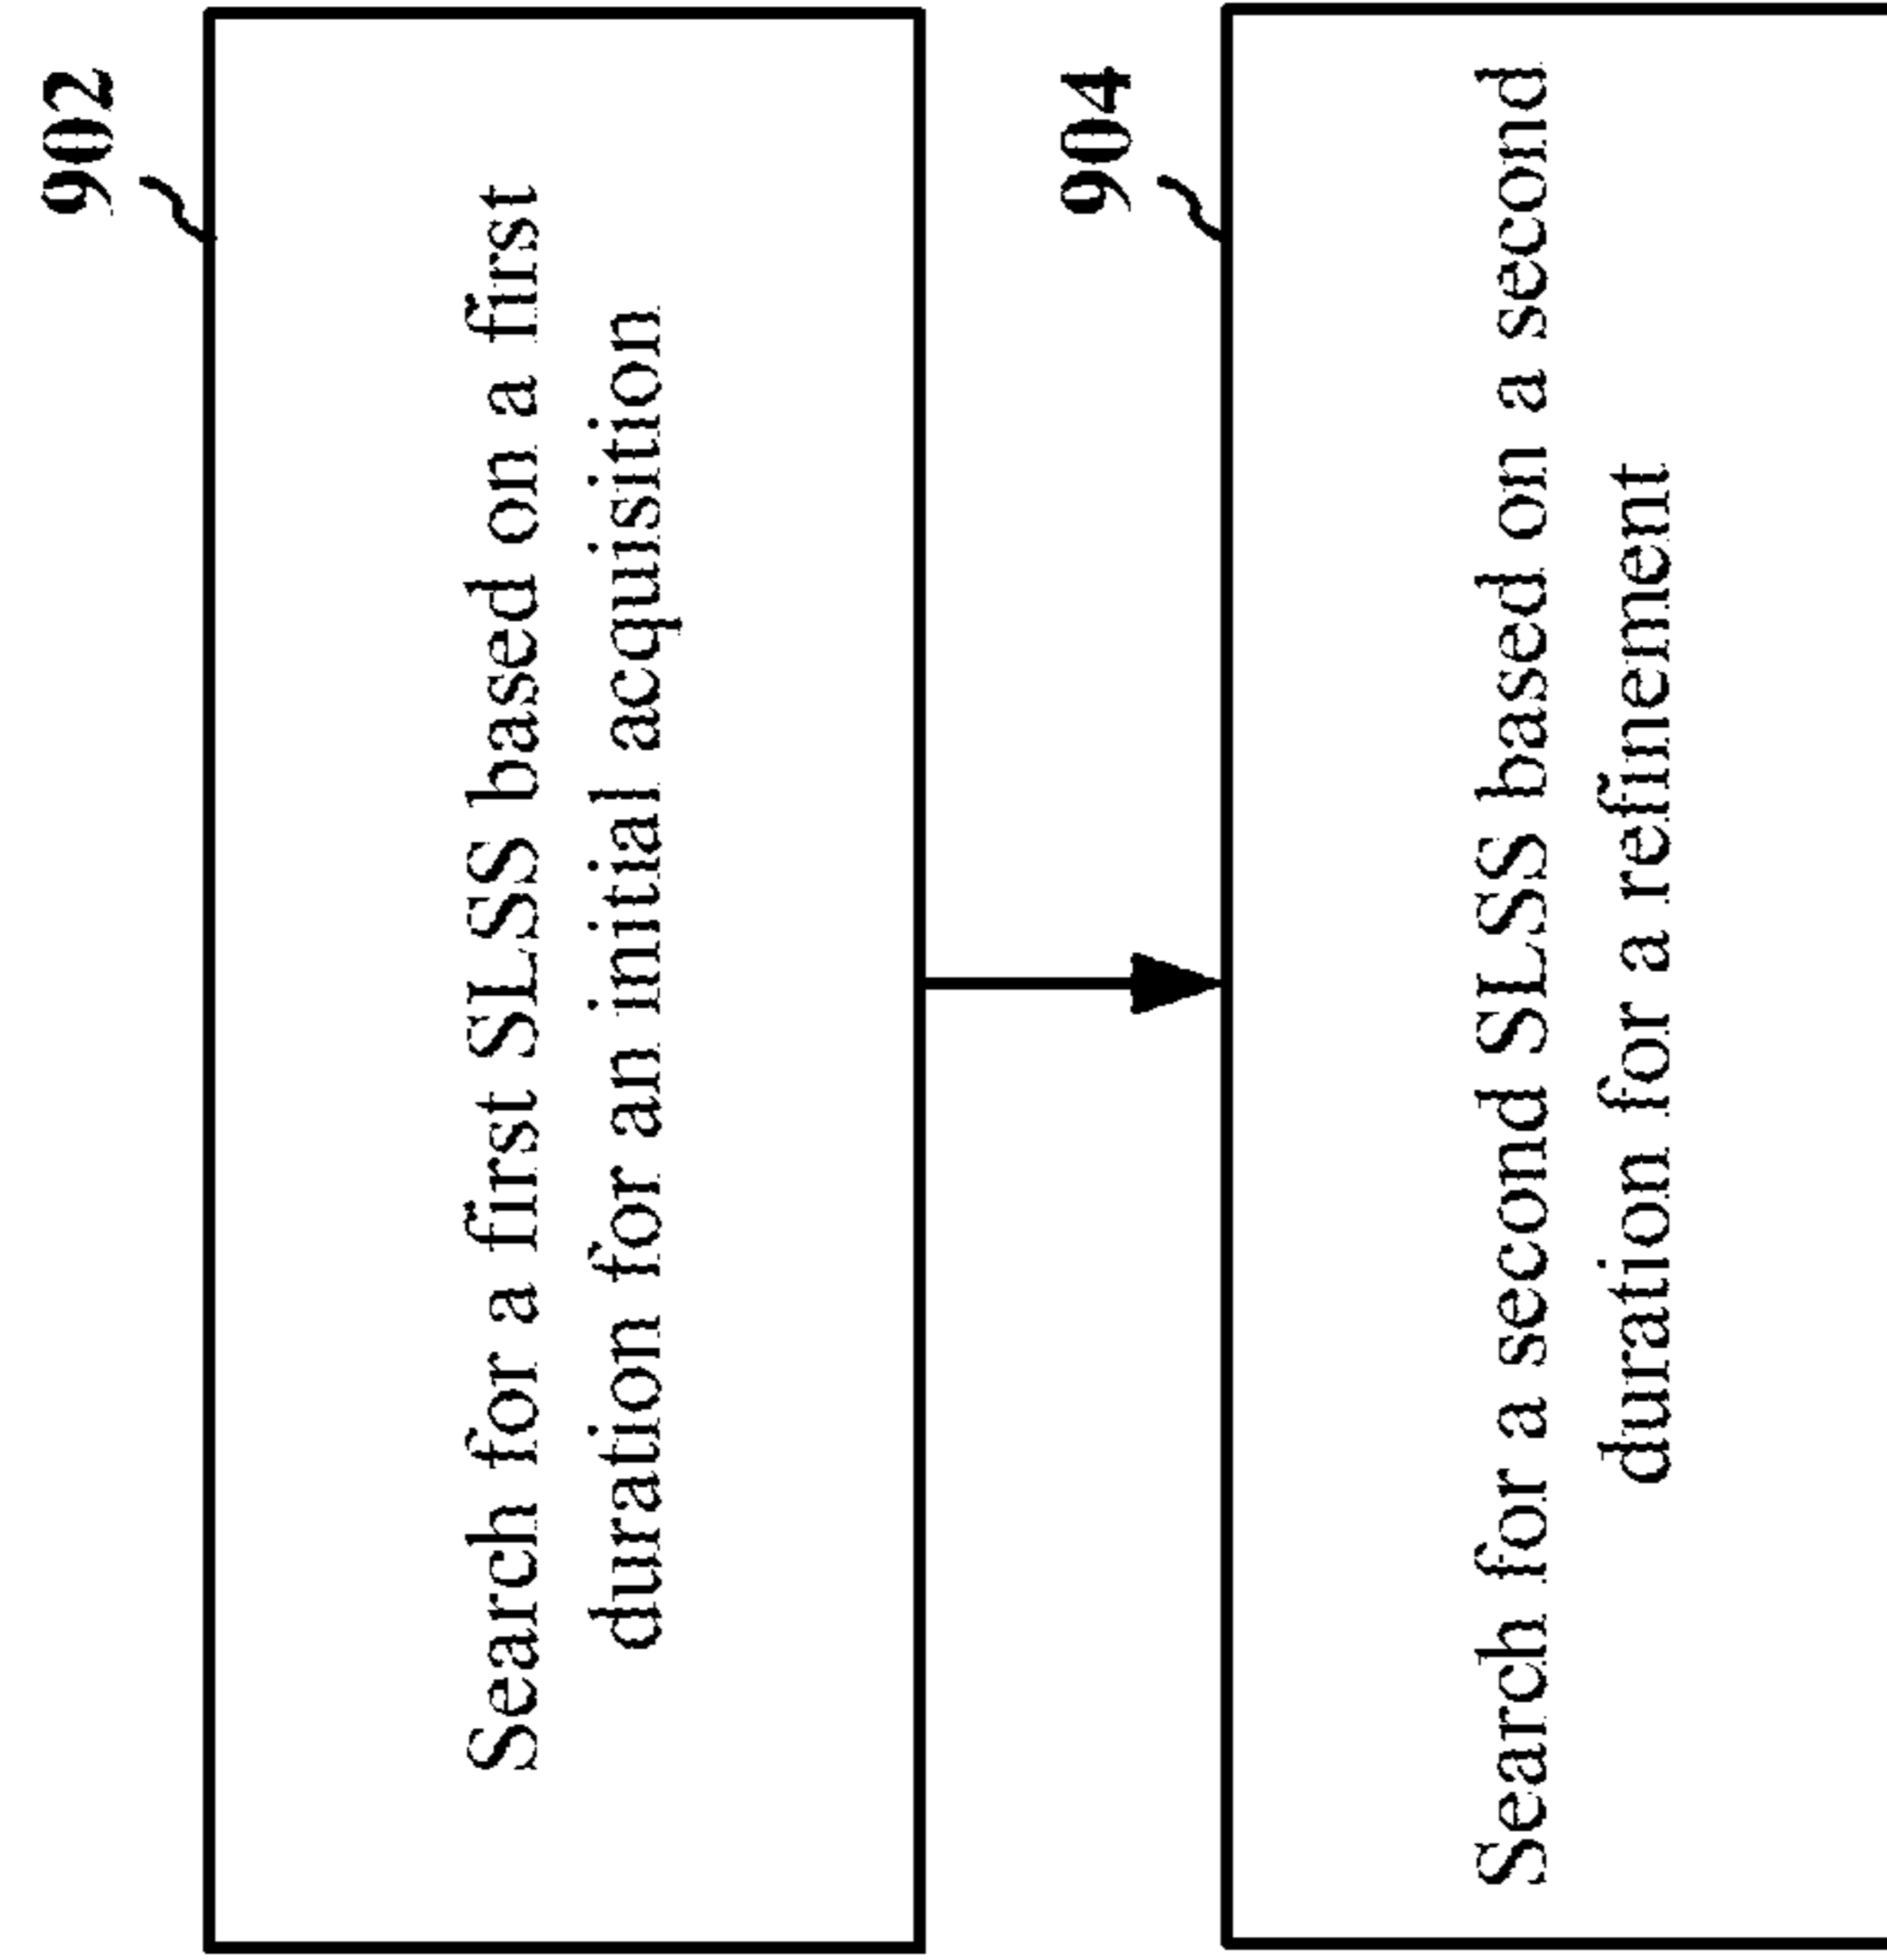 902
Search for a first SLSS based on a first
duration for an initial acquisition
904
Search for a second SLSS based on a second
duration for a refinement